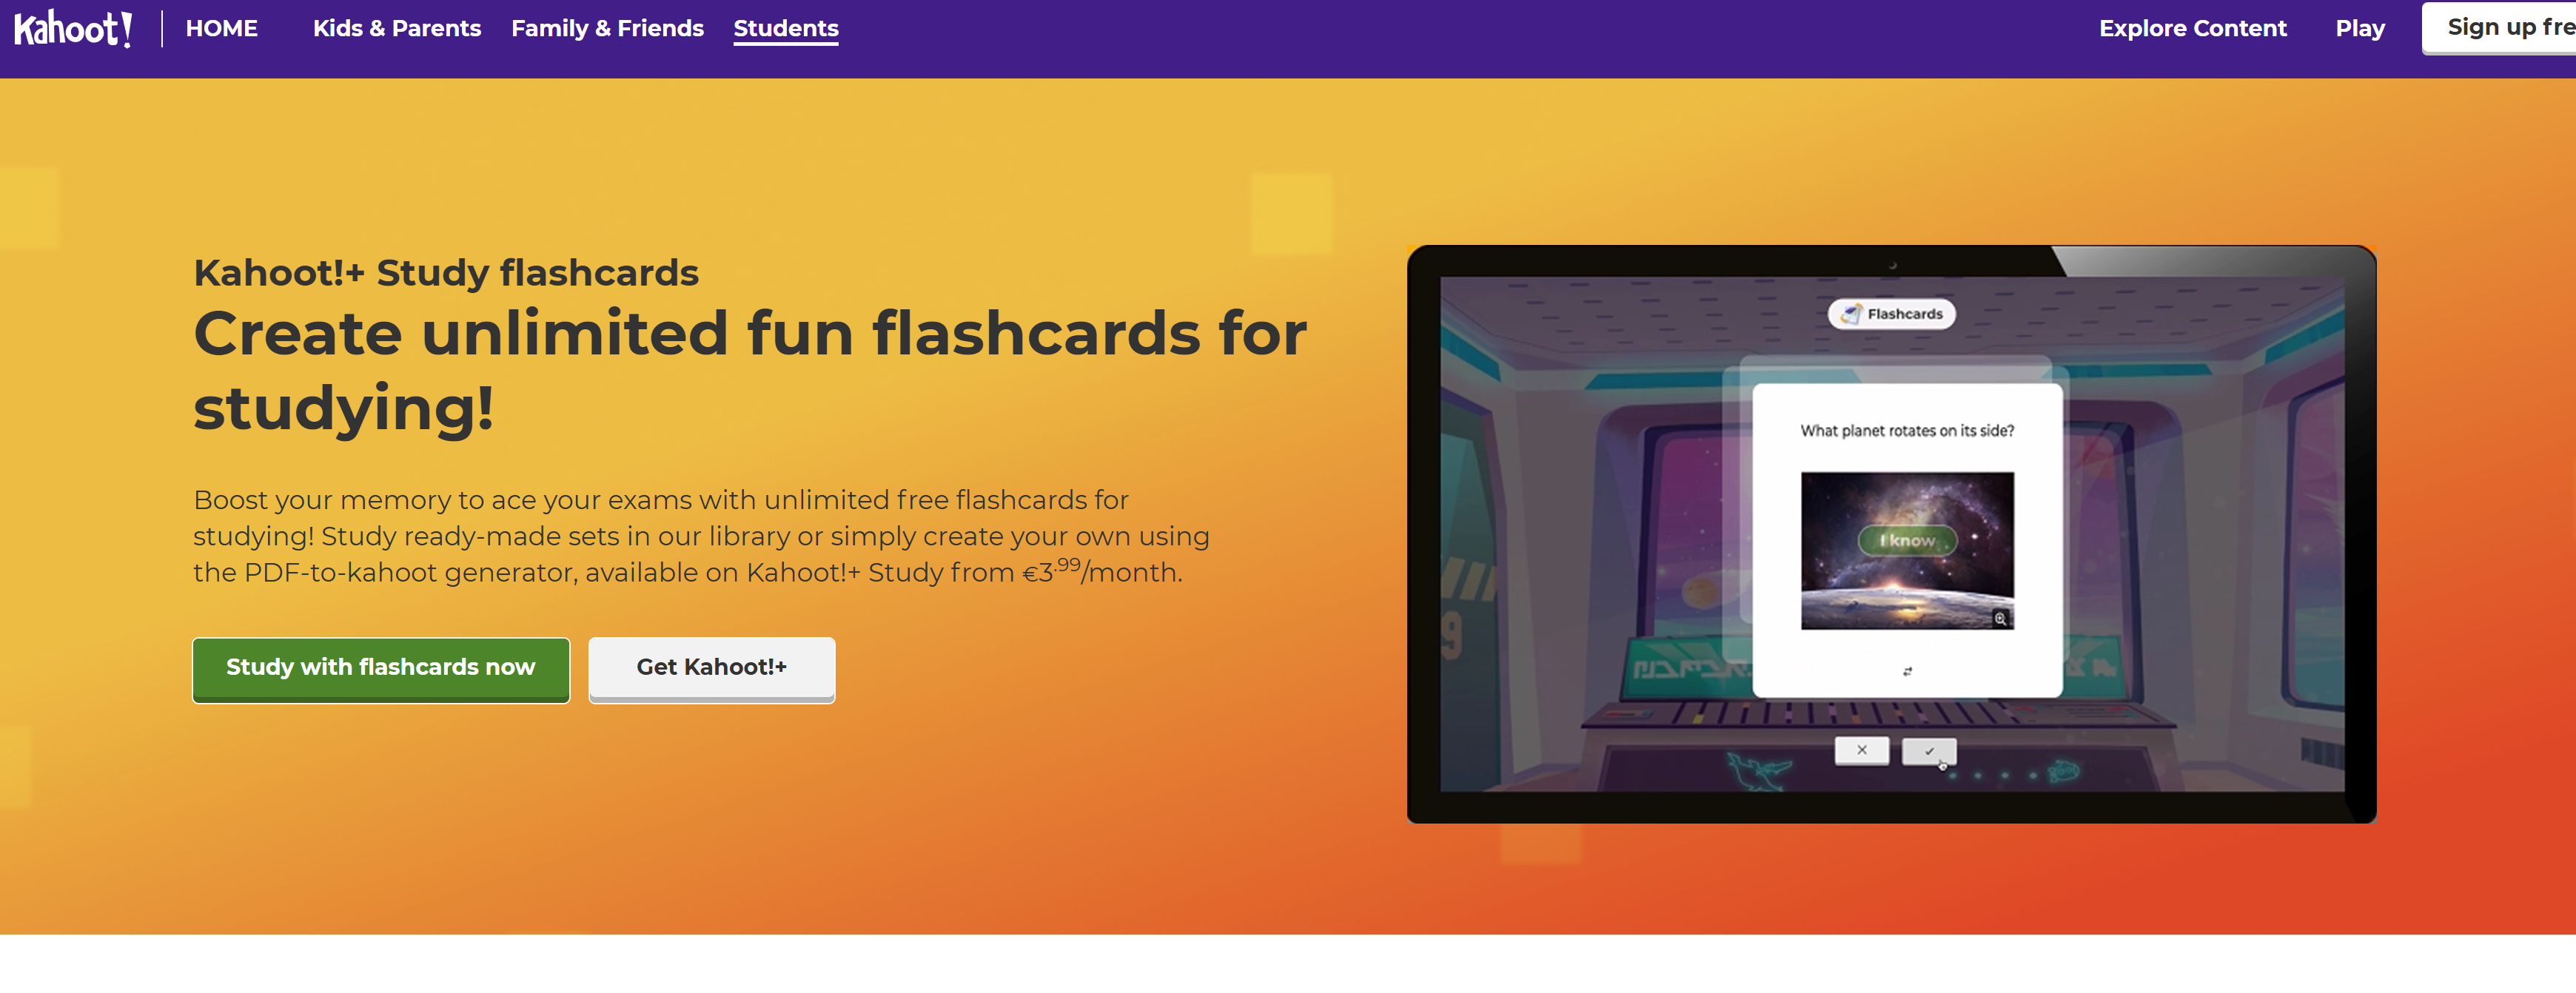 Kahoot!
HOME
Kids & Parents
Family & Friends
Students
Explore Content
Play
Sign up fre
Kahoot!+ Study flashcards
Create unlimited fun flashcards for
studying!
Boost your memory to ace your exams with unlimited free flashcards for
studying! Study ready-made sets in our library or simply create your own using
the PDF-to-kahoot generator, available on Kahoot!+ Study from €3.99/month.
Study with flashcards now
Get Kahoot!+
Flashcards
What planet rotates on its side?
I know
9